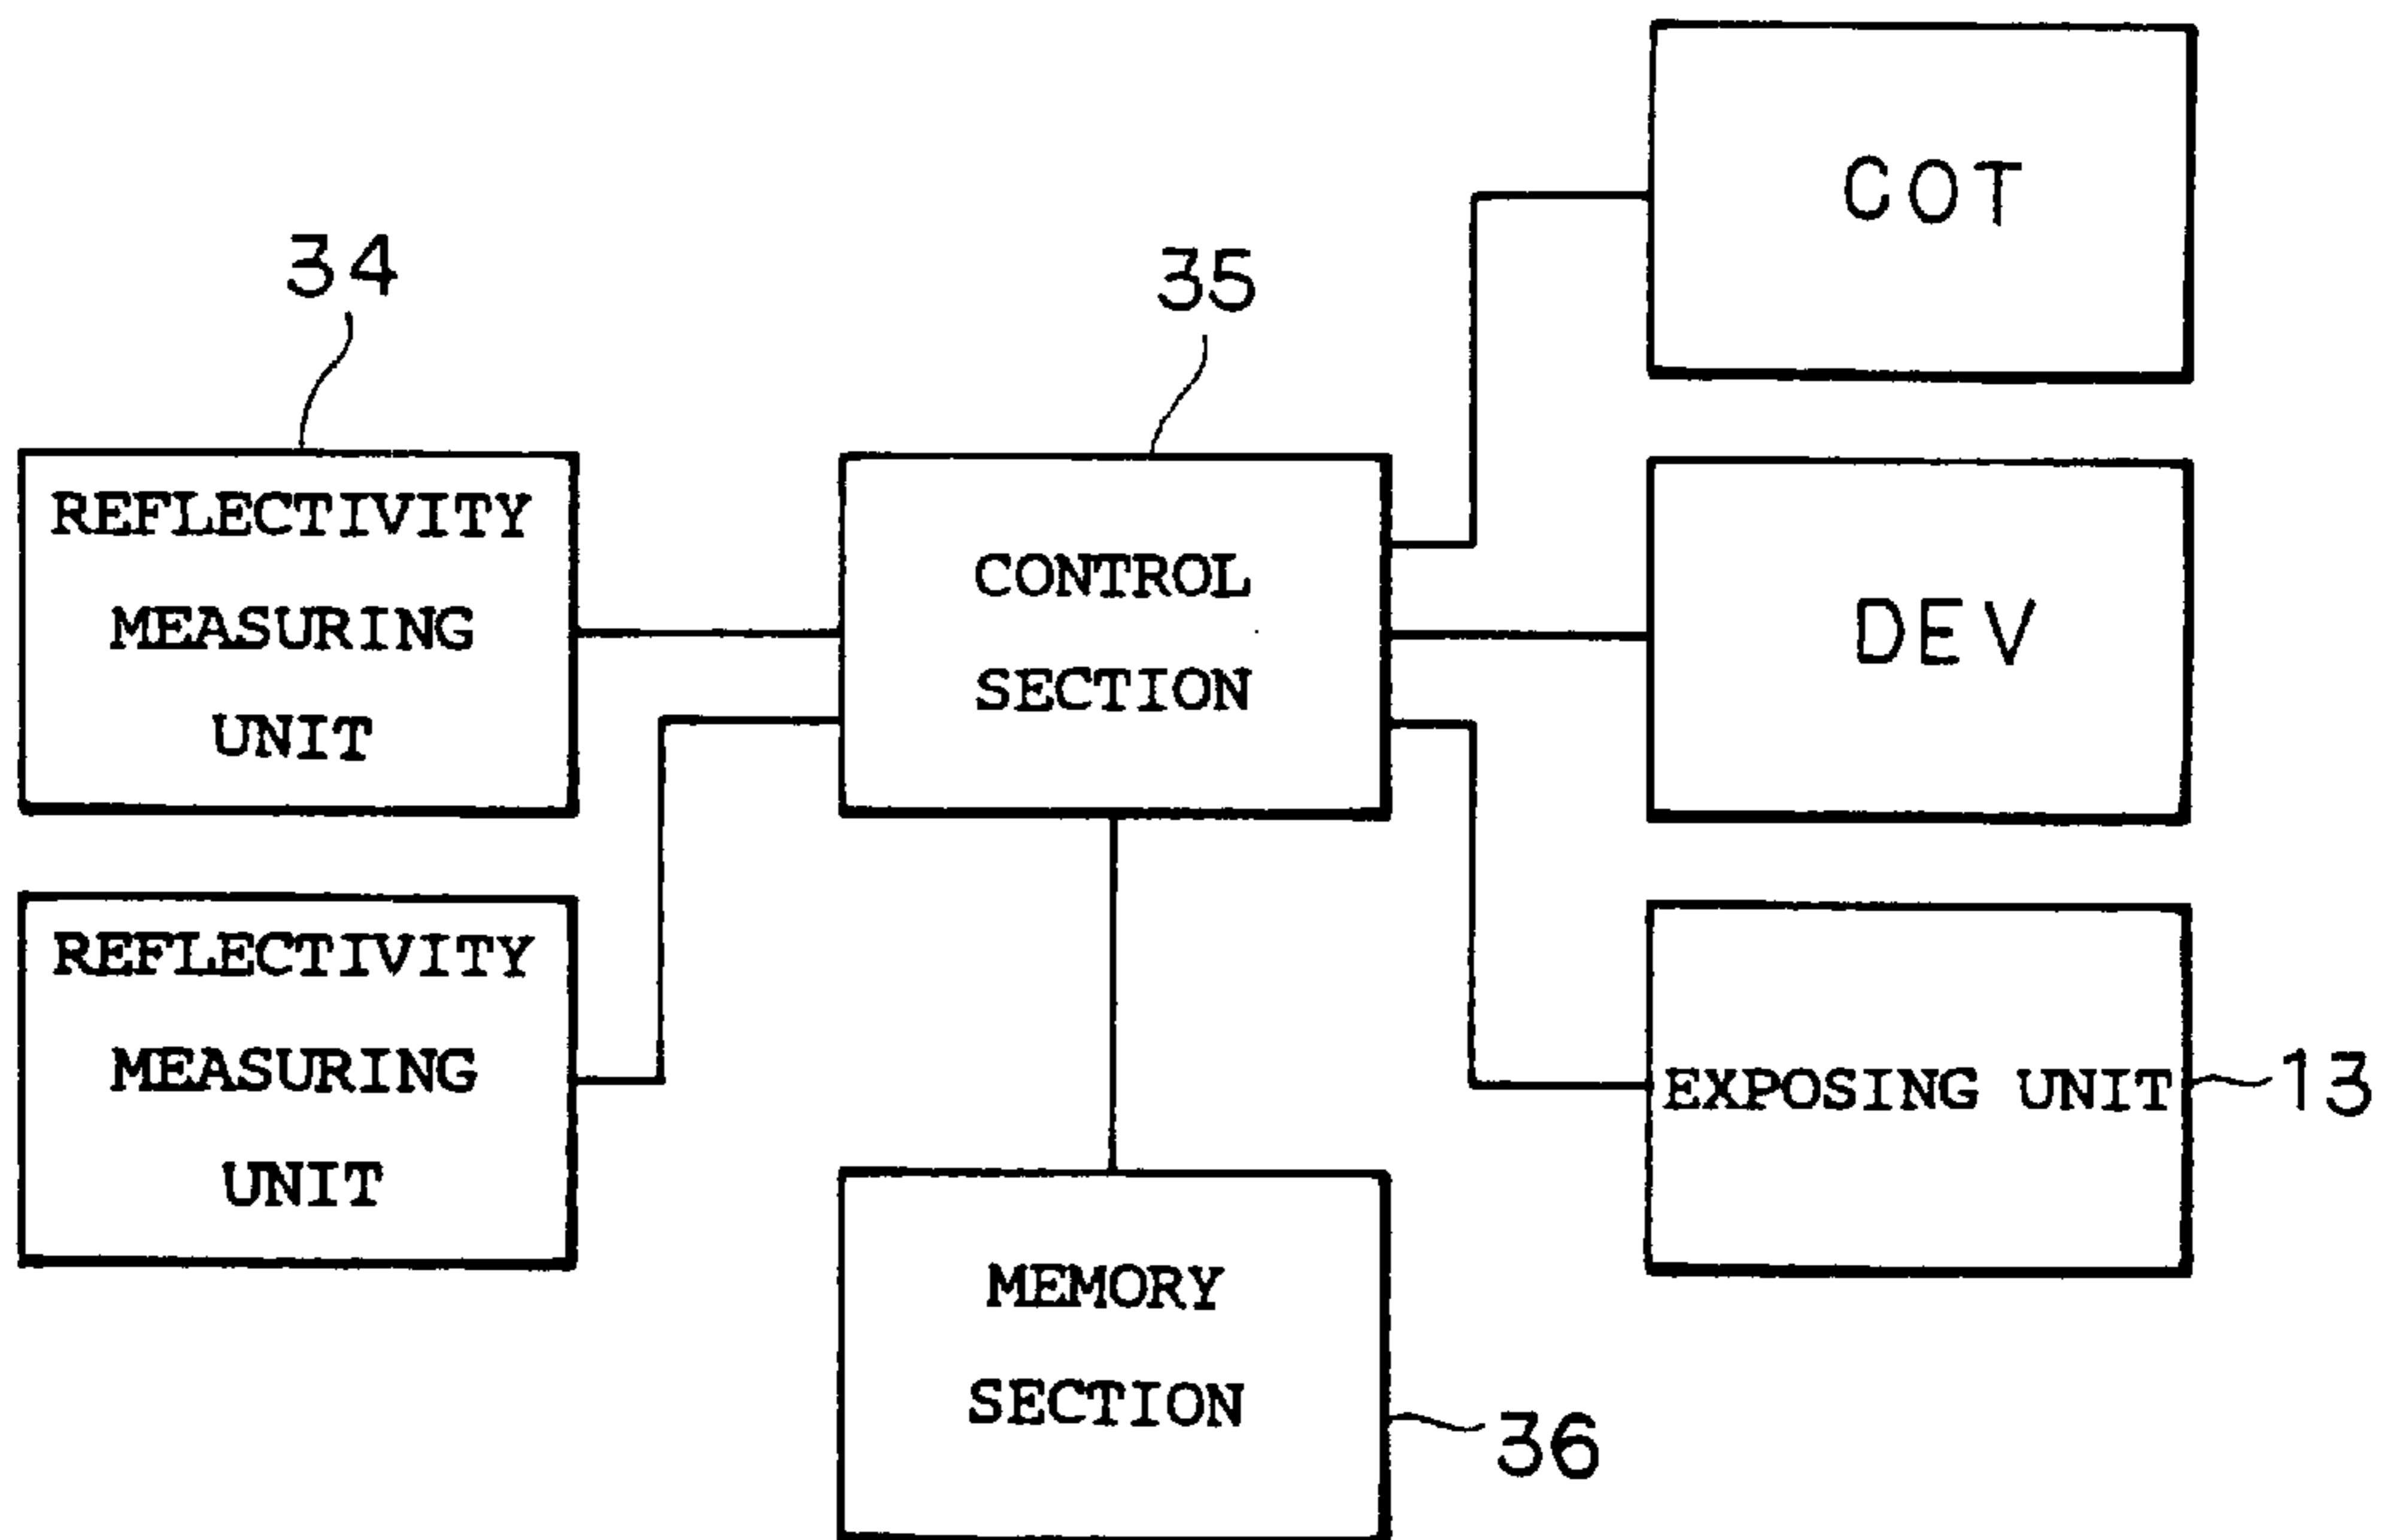 34
REFLECTIVITY
MEASURING
UNIT
REFLECTIVITY
MEASURING
UNIT
35
CONTROL
SECTION
MEMORY
SECTION
36
COT
DEV
EXPOSING UNIT
13